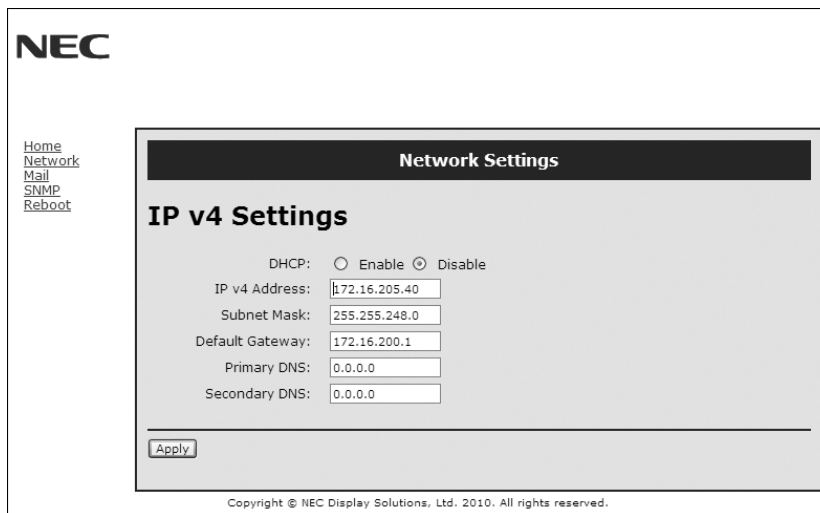 NEC
Home
Network
Mail
SNMP
Reboot
Network Settings
IP v4 Settings
DHCP: Enable Disable
IP v4 Address: 172.16.205.40
Subnet Mask: 255.255.248.0
Default Gateway: 172.16.200.1
Primary DNS: 0.0.0.0
Secondary DNS: 0.0.0.0
Apply
Copyright © NEC Display Solutions, Ltd. 2010. All rights reserved.